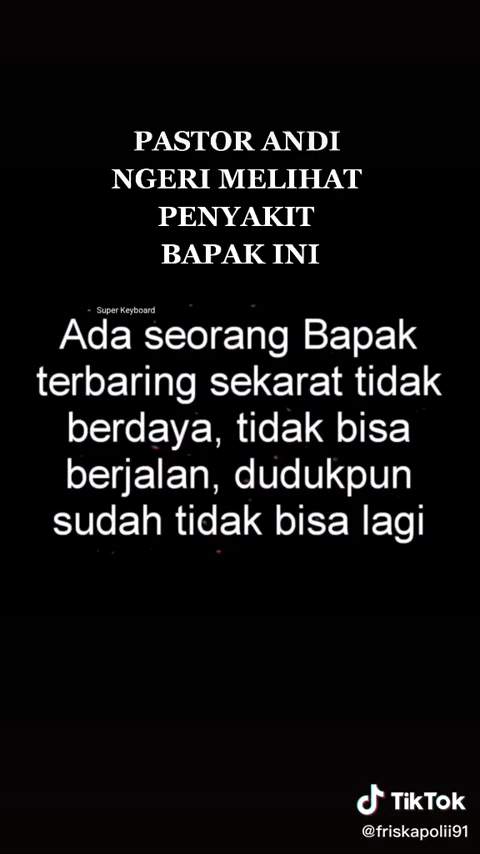 PASTOR ANDI
NGERI MELIHAT
PENYAKIT
BAPAK INI
- Super Keyboard
Ada seorang Bapak
terbaring sekarat tidak
berdaya, tidak bisa
berjalan, dudukpun
sudah tidak bisa lagi
TikTok
@friskapolii91